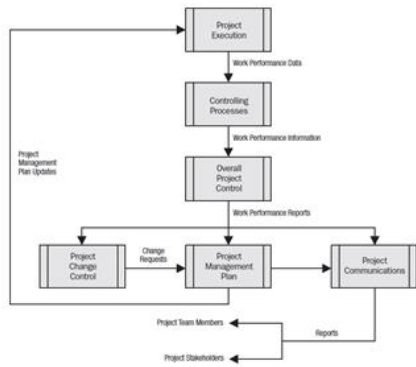 Project
Execution
Work Performance Data
Controlling
Processes
Work Performance Information
Project
Management
Plan Updates
Overall
Project
Control
Work Performance Reports
Project
Change
Control
Change
Requests
Project
Management
Plan
Project
Communications
Project Team Members
Reports
Project Stakeholders